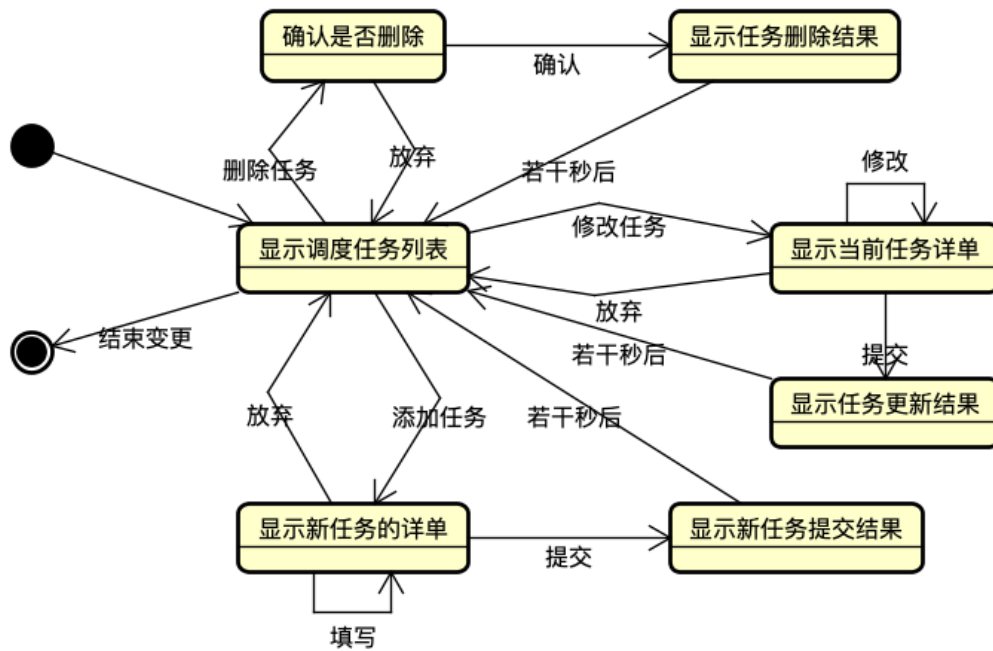 确认是否删除
显示任务删除结果
确认
删除任务
放弃
若干秒后
修改
修改任务
显示调度任务列表
显示当前任务详单
放弃
结束变更
若干秒后
提交
显示任务更新结果
放弃
添加任务
若干秒后
显示新任务的详单
显示新任务提交结果
提交
填写